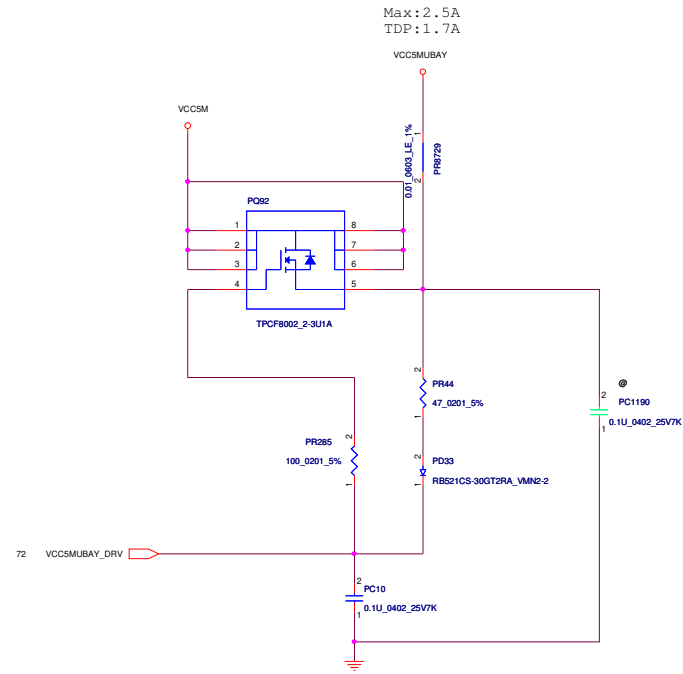 Max:2.5A
TDP:1.7A
VCC5MUBAY
VCC5M
1
0.01_0603_LE_1%
PR8729
2
PQ92
1
8
2
7
3
6
4
5
TPCF8002_2-3U1A
2
PR44
47_0201_5%
1
@
2
PC1190
0.1U_0402_25V7K
1
2
PR285
100_0201_5%
1
2
PD33
RB521CS-30GT2RA_VMN2-2
1
72 VCC5MUBAY_DRV
2
PC10
0.1U_0402_25V7K
1